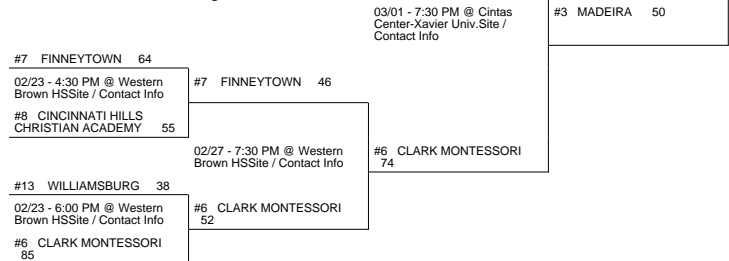 03/01 - 7:30 PM @ Cintas
Center-Xavier Univ.Site /
Contact Info
#3 MADEIRA 50
#7 FINNEYTOWN 64
02/23 - 4:30 PM @ Western
Brown HSSite / Contact Info
#7 FINNEYTOWN 46
#8 CINCINNATI HILLS
CHRISTIAN ACADEMY 55
02/27 - 7:30 PM @ Western
Brown HSSite / Contact Info
#6 CLARK MONTESSORI
74
#13 WILLIAMSBURG 38
02/23 - 6:00 PM @ Western
Brown HSSite / Contact Info
#6 CLARK MONTESSORI
52
#6 CLARK MONTESSORI
85